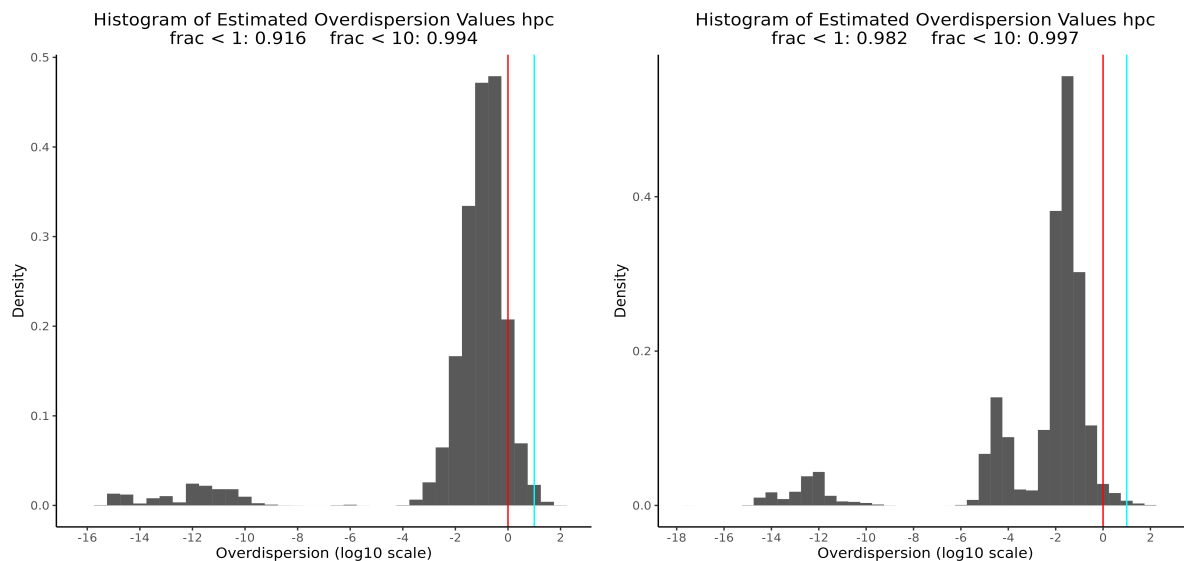 Histogram of Estimated Overdispersion Values hpc
frac < 1: 0.916    frac < 10: 0.994
0.5
0.4
0.3
0.2
0.1
0.0
Density
-16 -14 -12 -10 -8 -6 -4 -2 0 2
Overdispersion (log10 scale)
Histogram of Estimated Overdispersion Values hpc
frac < 1: 0.982    frac < 10: 0.997
0.4
0.2
0.0
Density
-18 -16 -14 -12 -10 -8 -6 -4 -2 0 2
Overdispersion (log10 scale)